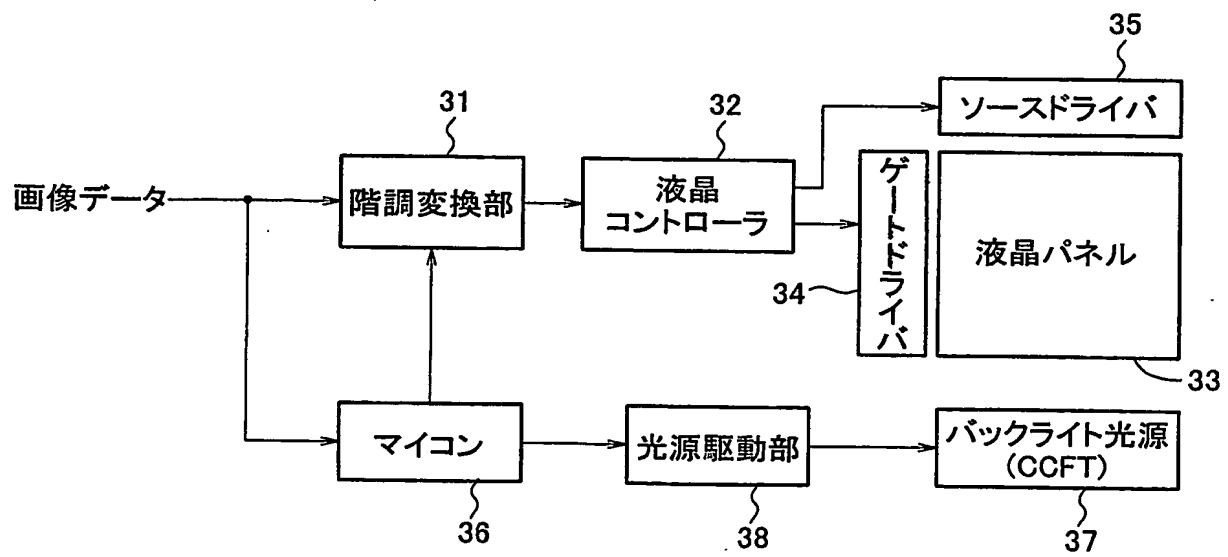 35
ソースドライバ
31
32
画像データ
階調変換部
液晶
コントローラ
ゲートドライバ
液晶パネル
34
33
マイコン
光源駆動部
バックライト光源
(CCFT)
36
38
37